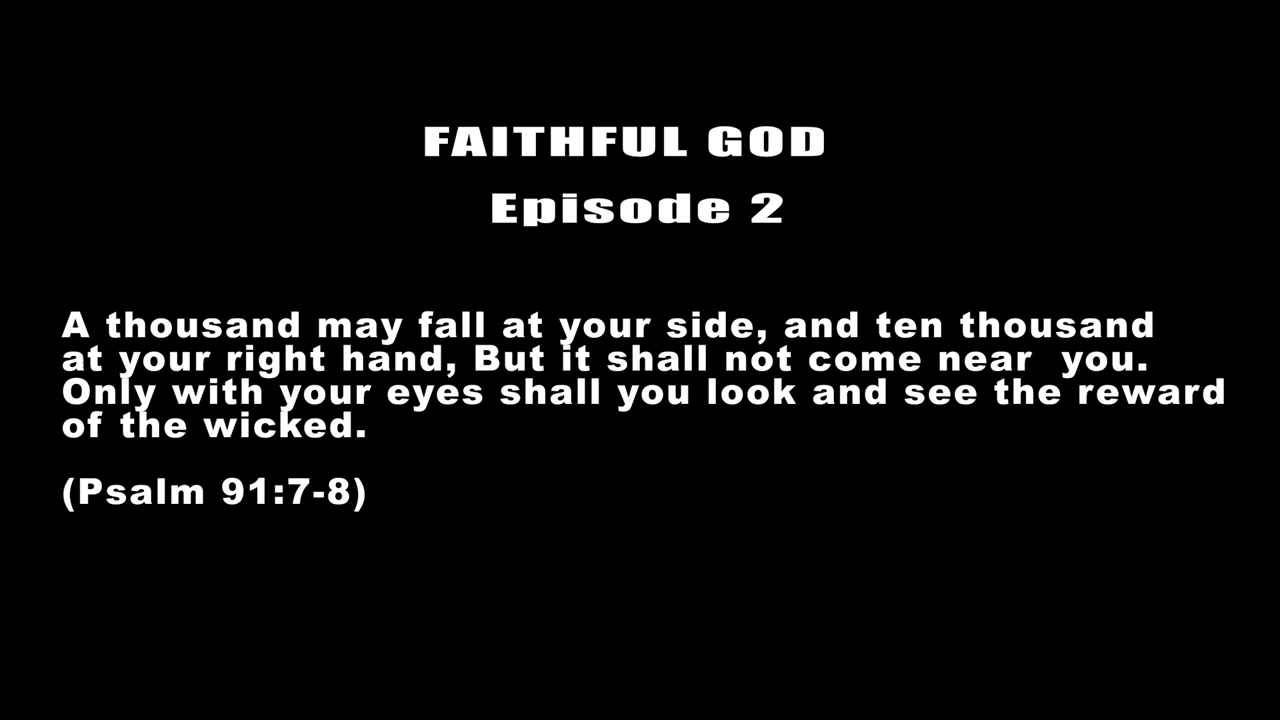 FAITHFUL GOD
Episode 2
A thousand may fall at your side, and ten thousand
at your right hand, But it shall not come near  you.
Only with your eyes shall you look and see the reward
of the wicked.
(Psalm 91:7-8)